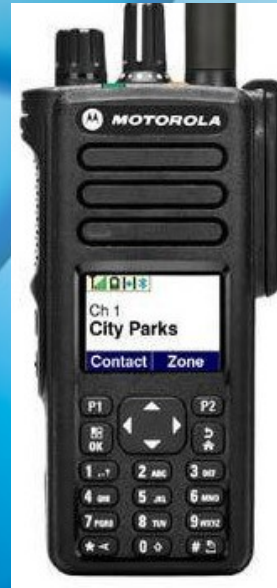 MOTOROLA
Ch 1
City Parks
Contact Zone
P1 P2
OK
1 2 ABC 3 DEF
4 GHI 5 JKL 6 MNO
7 PQRS 8 TUV 9 WXYZ
* 0 #